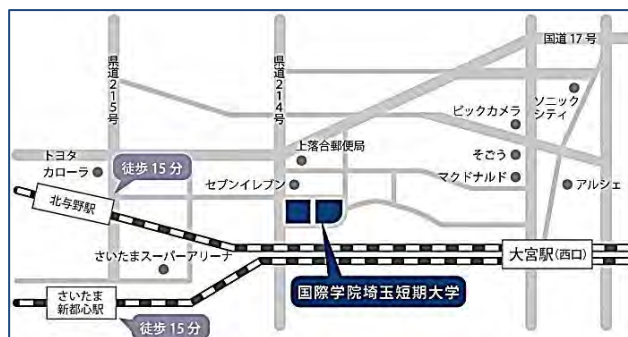 国道17号
県道215号
県道214号
ソニック
シティ
ビックカメラ
上落合郵便局
そごう
トヨタ
カローラ
徒歩15分
セブンイレブン
マクドナルド
アルシェ
北与野駅
さいたまスーパーアリーナ
大宮駅(西口)
国際学院埼玉短期大学
さいたま
新都心駅
徒歩15分